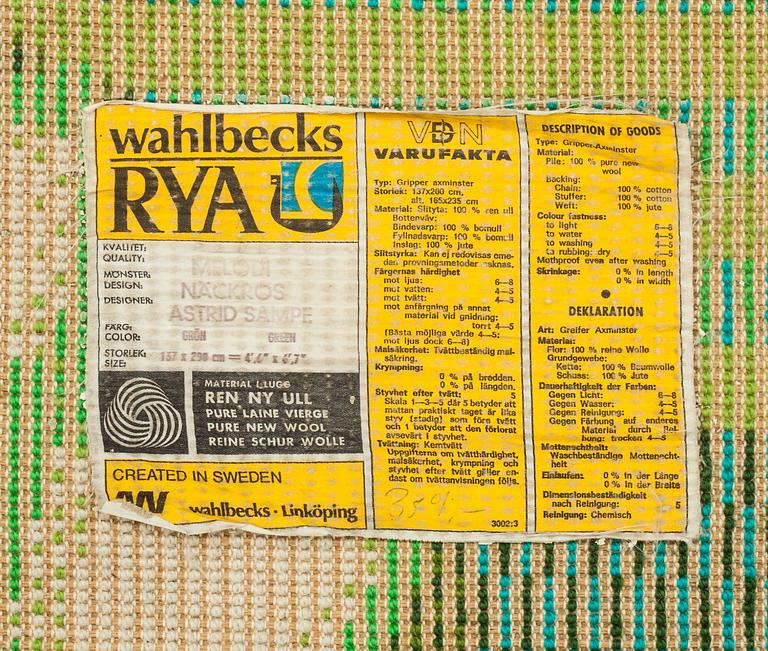 wahlbecks
RYA
KVALITET:
QUALITY:
MÖNSTER:
DESIGN:
NÄCKROS
DESIGNER:
ASTRID SAMPE
FÄRG:
COLOR:
GRÖN GREEN
STORLEK:
SIZE:
137 x 200 cm = 4'6" x 6'7"
MATERIAL I LUGG
REN NY ULL
PURE LAINE VIERGE
PURE NEW WOOL
REINE SCHUR WOLLE
CREATED IN SWEDEN
wahlbecks · Linköping
VDN
VARUFAKTA
Typ: Gripper axminster
Storlek: 137x200 cm,
alt. 165x235 cm
Material: Slityta: 100 % ren ull
Bottenväv:
Bindevarp: 100 % bomull
Fyllnadsvarp: 100 % bomull
Inslag: 100 % jute
Slitstyrka: Kan ej redovisas eme-
dan provningsmetoder saknas.
Färgernas härdighet
mot ljus: 6—8
mot vatten: 4—5
mot tvätt: 4—5
mot anfärgning på annat
material vid gnidning:
torrt 4—5
(Bästa möjliga värde 4—5;
mot ljus dock 6—8)
Malsäkerhet: Tvättbeständig mal-
säkring.
Krympning:
0 % på bredden.
0 % på längden.
Styvhet efter tvätt: 5
Skala 1—3—5 där 5 betyder att
mattan praktiskt taget är lika
styv (stadig) som före tvätt
och 1 betyder att den förlorat
avsevärt i styvhet.
Tvättning: Kemtvätt
Uppgifterna om tvätthärdighet,
malsäkerhet, krympning och
styvhet efter tvätt gäller en-
dast om tvättanvisningen följs.
3002:3
DESCRIPTION OF GOODS
Type: Gripper-Axminster
Material:
Pile: 100 % pure new
wool
Backing:
Chain: 100 % cotton
Stuffer: 100 % cotton
Weft: 100 % jute
Colour fastness:
to light 6—8
to water 4—5
to washing 4—5
to rubbing: dry 4—5
Mothproof even after washing
Skrinkage: 0 % in length
0 % in width
DEKLARATION
Art: Greifer Axminster
Material:
Flor: 100 % reine Wolle
Grundgewebe:
Kette: 100 % Baumwolle
Schuss: 100 % Jute
Dauerhaftigkeit der Farben:
Gegen Licht: 6—8
Gegen Wasser: 4—5
Gegen Reinigung: 4—5
Gegen Färbung auf anderes
Material durch Rei-
bung: trocken 4—5
Mottenechtheit:
Waschbeständige Mottenecht-
heit
Einlaufen: 0 % in der Länge
0 % in der Breite
Dimensionsbeständigkeit
nach Reinigung: 5
Reinigung: Chemisch